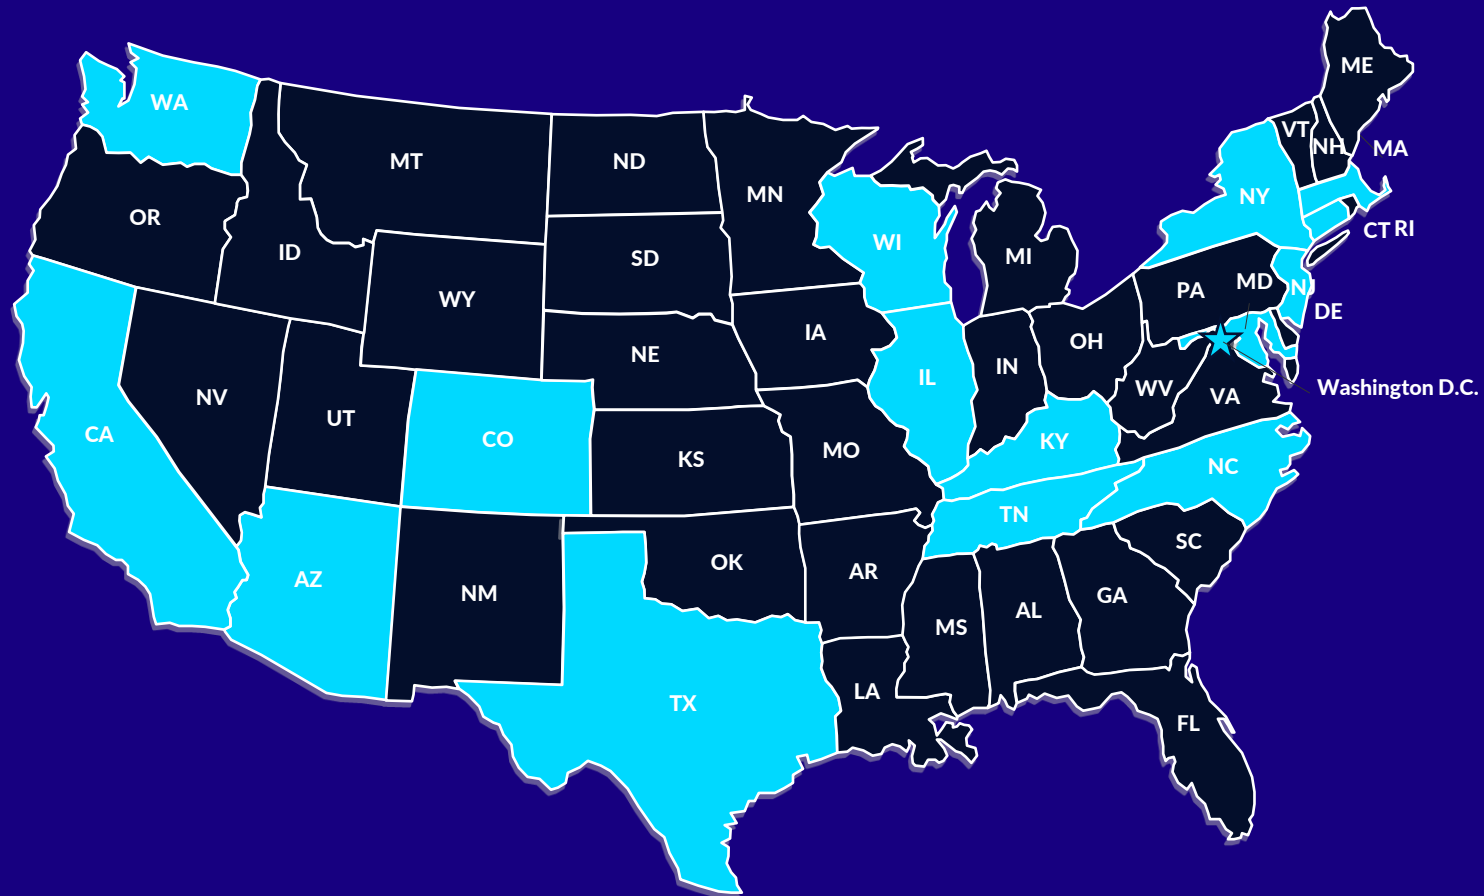 ME
WA
VT
NH
MA
MT
ND
MN
NY
OR
WI
CT
RI
ID
SD
MI
MD
PA
NJ
WY
DE
IA
OH
NE
IN
IL
WV
Washington D.C.
VA
NV
UT
CA
CO
KY
MO
KS
NC
TN
SC
OK
AR
AZ
NM
GA
AL
MS
LA
TX
FL